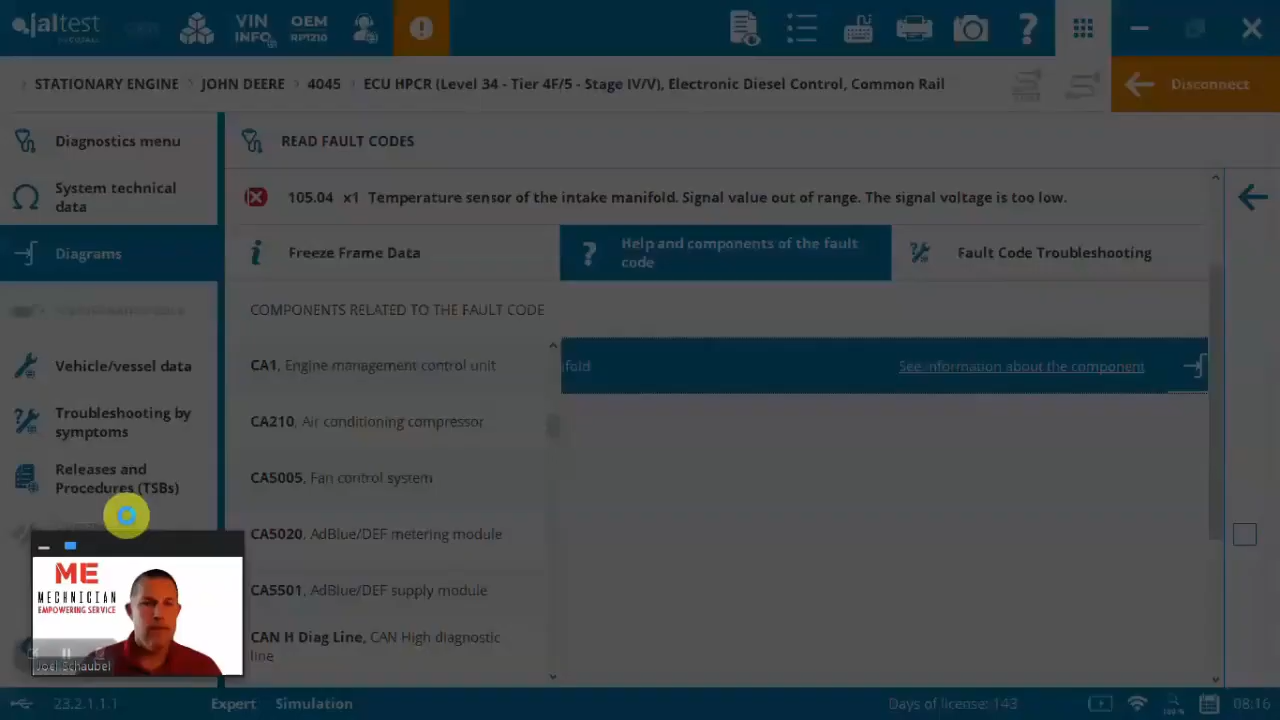 jaltest
VIN
INFO
OEM
RP1210
STATIONARY ENGINE
JOHN DEERE
4045
ECU HPCR (Level 34 - Tier 4F/5 - Stage IV/V), Electronic Diesel Control, Common Rail
Disconnect
Diagnostics menu
READ FAULT CODES
System technical
data
105.04 x1 Temperature sensor of the intake manifold. Signal value out of range. The signal voltage is too low.
Diagrams
Freeze Frame Data
Help and components of the fault
code
Fault Code Troubleshooting
COMPONENTS RELATED TO THE FAULT CODE
Vehicle/vessel data
CA1, Engine management control unit
ifold
See information about the component
Troubleshooting by
symptoms
CA210, Air conditioning compressor
Releases and
Procedures (TSBs)
CA5005, Fan control system
CA5020, AdBlue/DEF metering module
CA5501, AdBlue/DEF supply module
CAN H Diag Line, CAN High diagnostic
line
ME
MECHNICIAN
EMPOWERING SERVICE
Joel Schaubel
23.2.1.1.1
Expert
Simulation
Days of license: 143
100 %
08:16